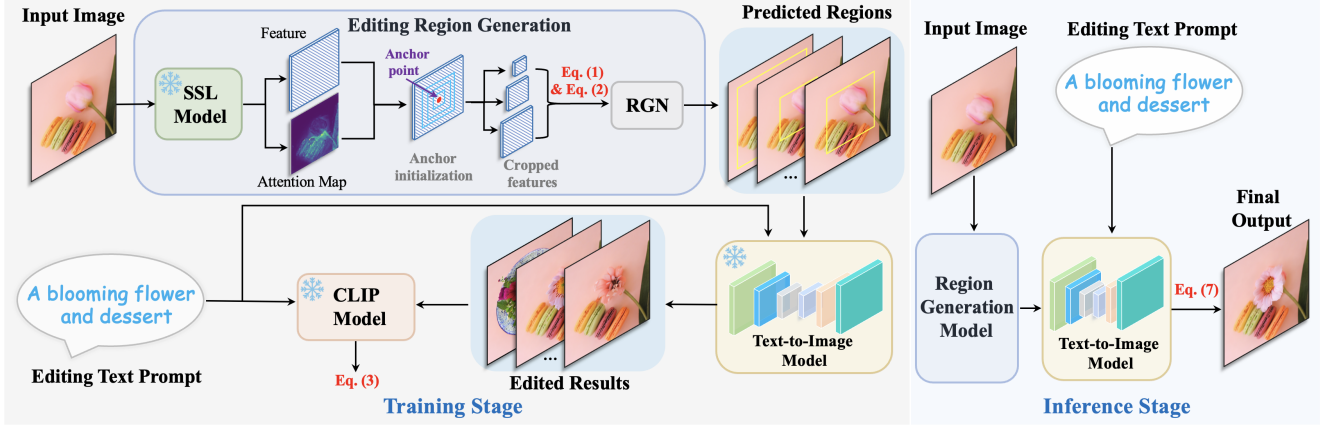 Input Image
Editing Region Generation
Feature
SSL
Model
Attention Map
Anchor
point
Anchor
initialization
Cropped
features
Eq. (1)
& Eq. (2)
RGN
Predicted Regions
...
Editing Text Prompt
A blooming flower
and dessert
CLIP
Model
Eq. (3)
...
Edited Results
Text-to-Image
Model
Training Stage
Input Image
Editing Text Prompt
A blooming flower
and dessert
Region
Generation
Model
Text-to-Image
Model
Eq. (7)
Final
Output
Inference Stage